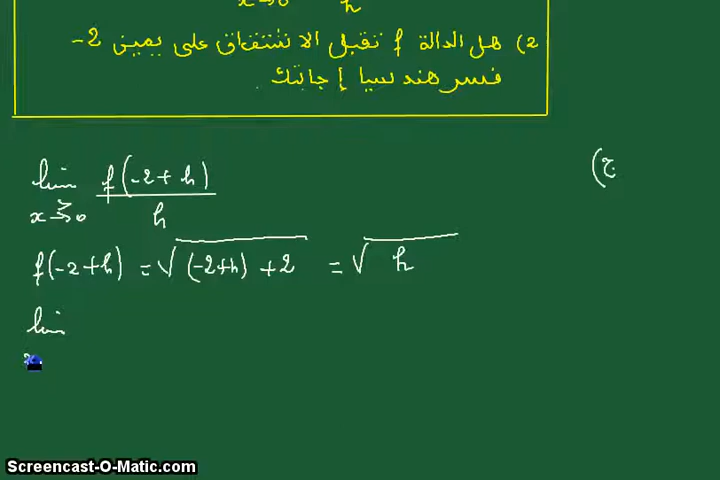 x→0 h
2) هل الدالة f تقبل الاشتقاق على يمين 2-
فسر هندسيا إجابتك.
ج)
lim f(-2+h)
x→0 h
>
f(-2+h) = √(-2+h)+2 = √h
lim
Screencast-O-Matic.com